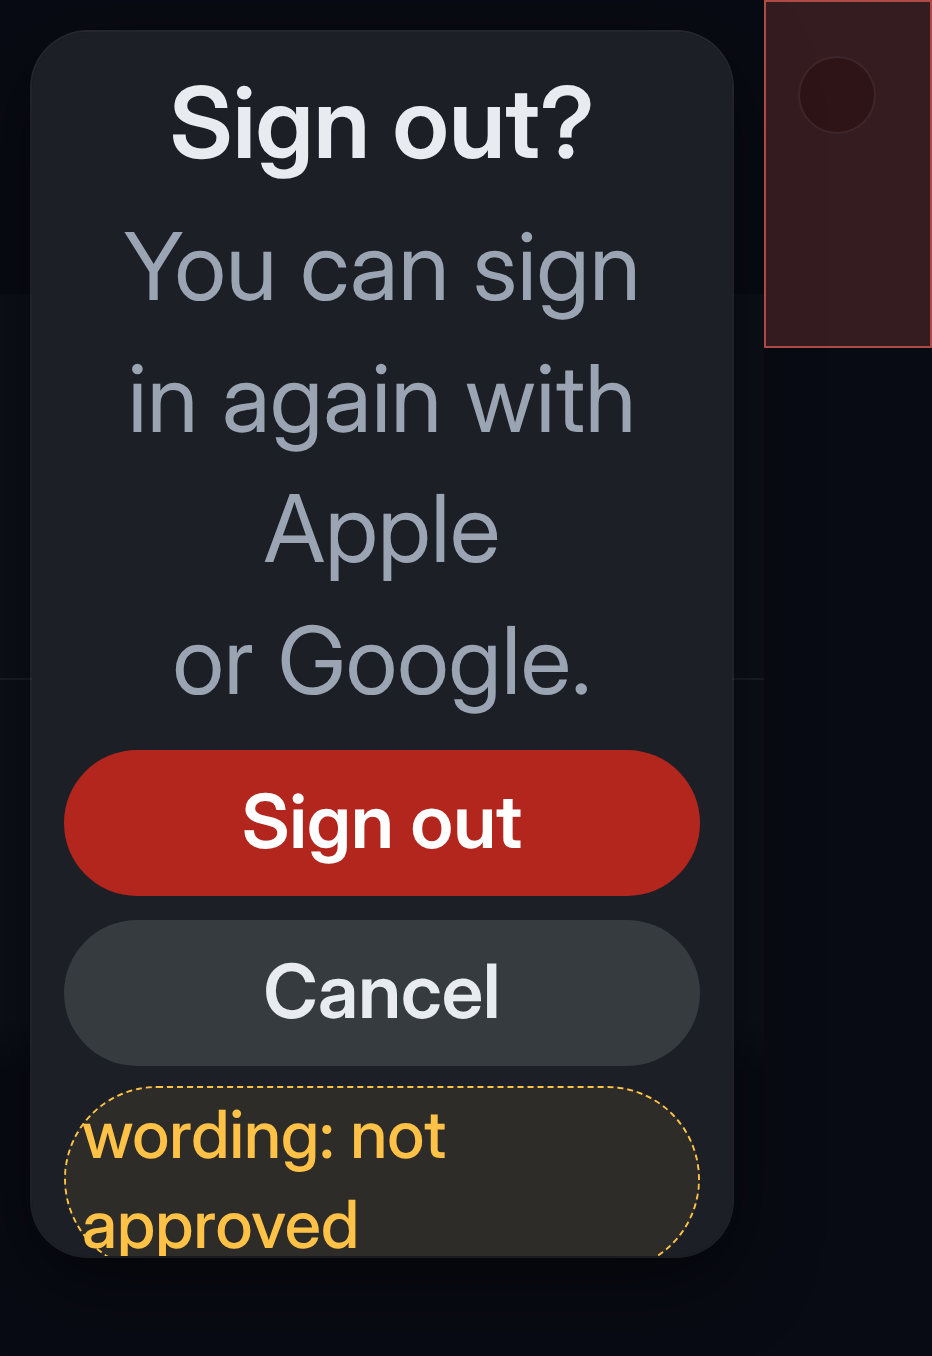 Sign out?
You can sign
in again with
Apple
or Google.
Sign out
Cancel
wording: not
approved